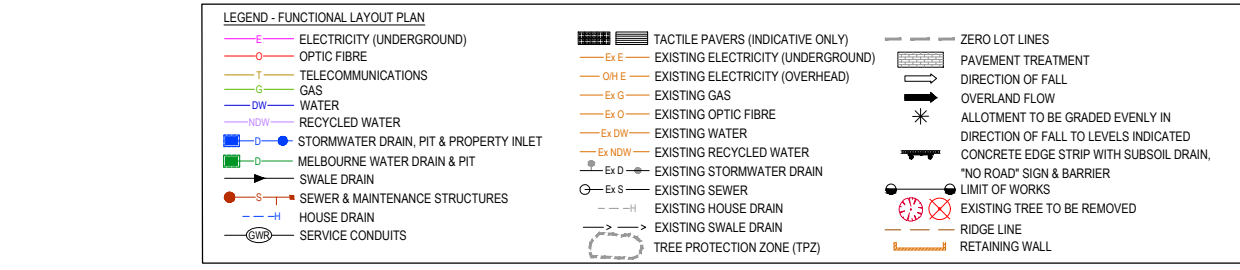 LEGEND - FUNCTIONAL LAYOUT PLAN
E ELECTRICITY (UNDERGROUND)
O OPTIC FIBRE
T TELECOMMUNICATIONS
G GAS
DW WATER
NDW RECYCLED WATER
D STORMWATER DRAIN, PIT & PROPERTY INLET
D MELBOURNE WATER DRAIN & PIT
SWALE DRAIN
S SEWER & MAINTENANCE STRUCTURES
H HOUSE DRAIN
GWR SERVICE CONDUITS
TACTILE PAVERS (INDICATIVE ONLY)
Ex E EXISTING ELECTRICITY (UNDERGROUND)
O/H E EXISTING ELECTRICITY (OVERHEAD)
Ex G EXISTING GAS
Ex O EXISTING OPTIC FIBRE
Ex DW EXISTING WATER
Ex NDW EXISTING RECYCLED WATER
Ex D EXISTING STORMWATER DRAIN
Ex S EXISTING SEWER
H EXISTING HOUSE DRAIN
EXISTING SWALE DRAIN
TREE PROTECTION ZONE (TPZ)
ZERO LOT LINES
PAVEMENT TREATMENT
DIRECTION OF FALL
OVERLAND FLOW
ALLOTMENT TO BE GRADED EVENLY IN
DIRECTION OF FALL TO LEVELS INDICATED
CONCRETE EDGE STRIP WITH SUBSOIL DRAIN,
"NO ROAD" SIGN & BARRIER
LIMIT OF WORKS
EXISTING TREE TO BE REMOVED
RIDGE LINE
RETAINING WALL